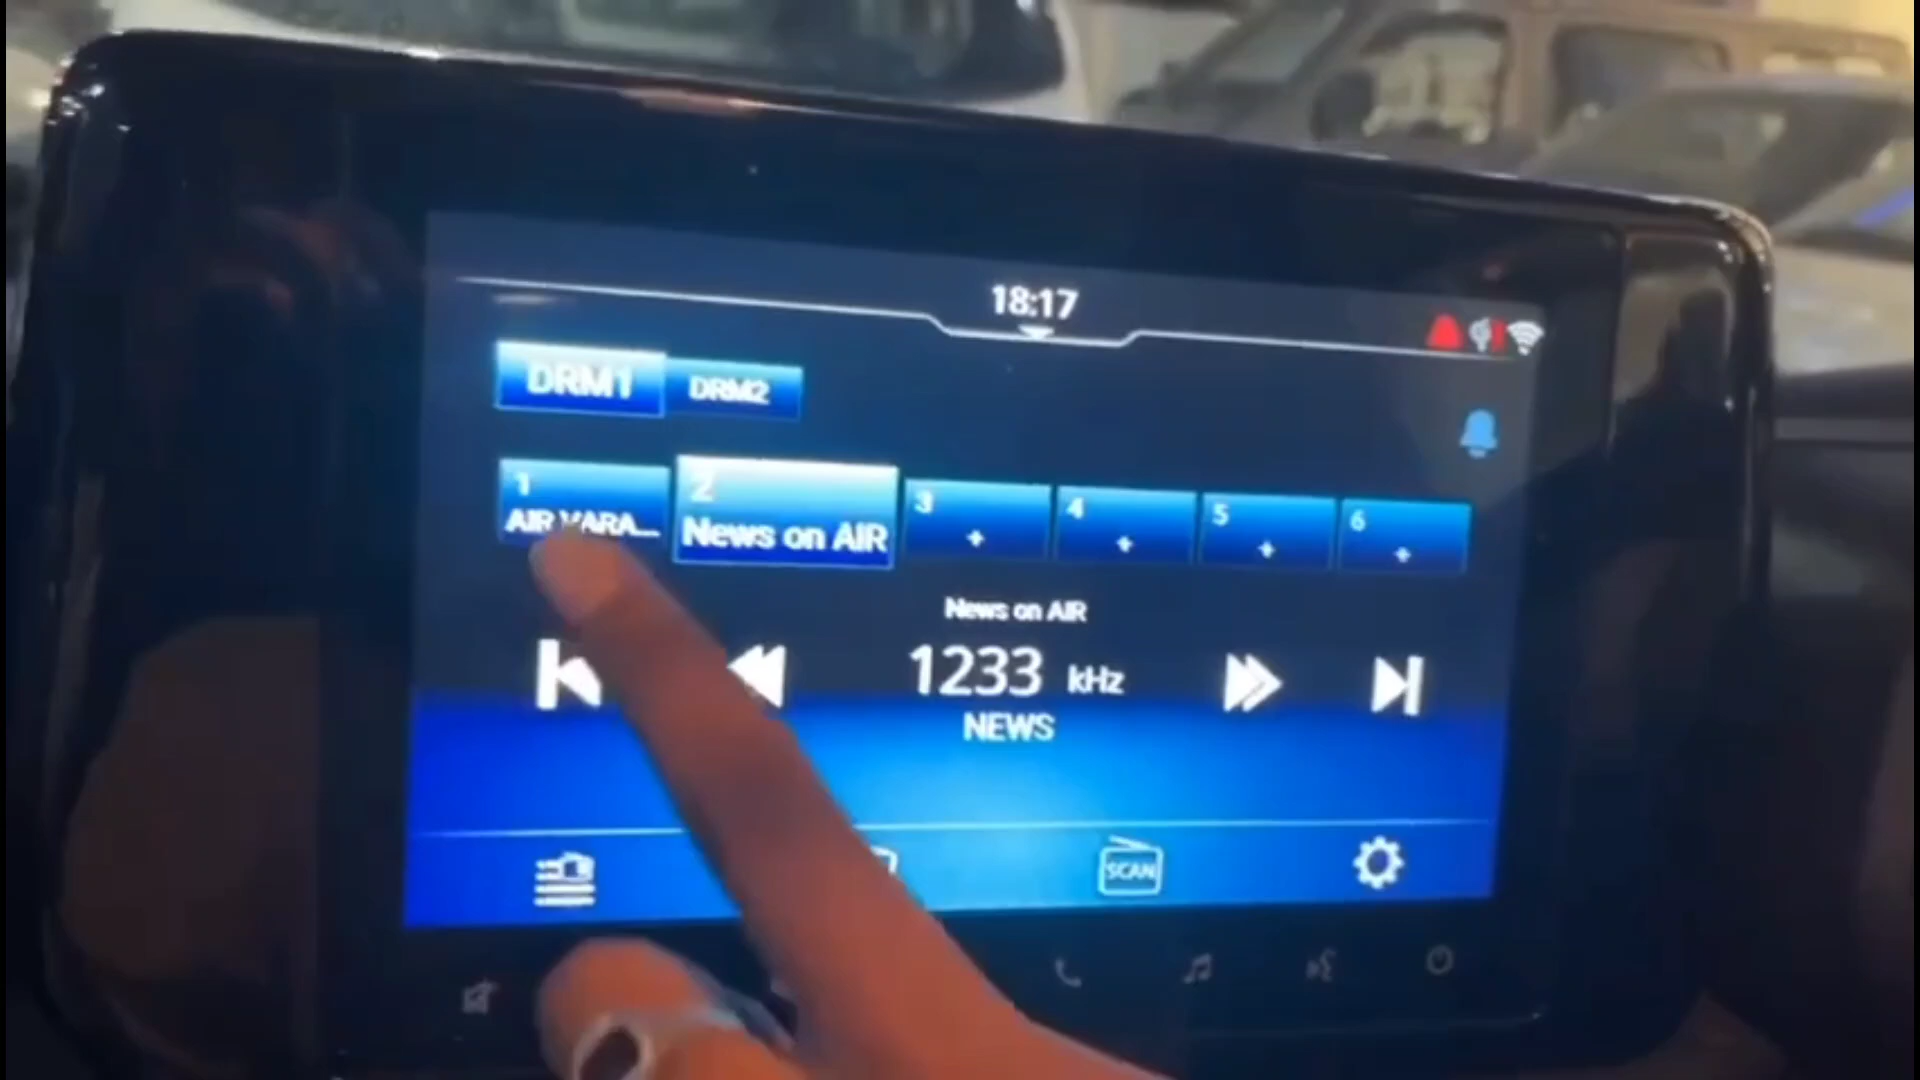 18:17
DRM1 DRM2
1 2 3 4 5 6
AIR VARA... News on AIR
News on AIR
1233 kHz
NEWS
SCAN